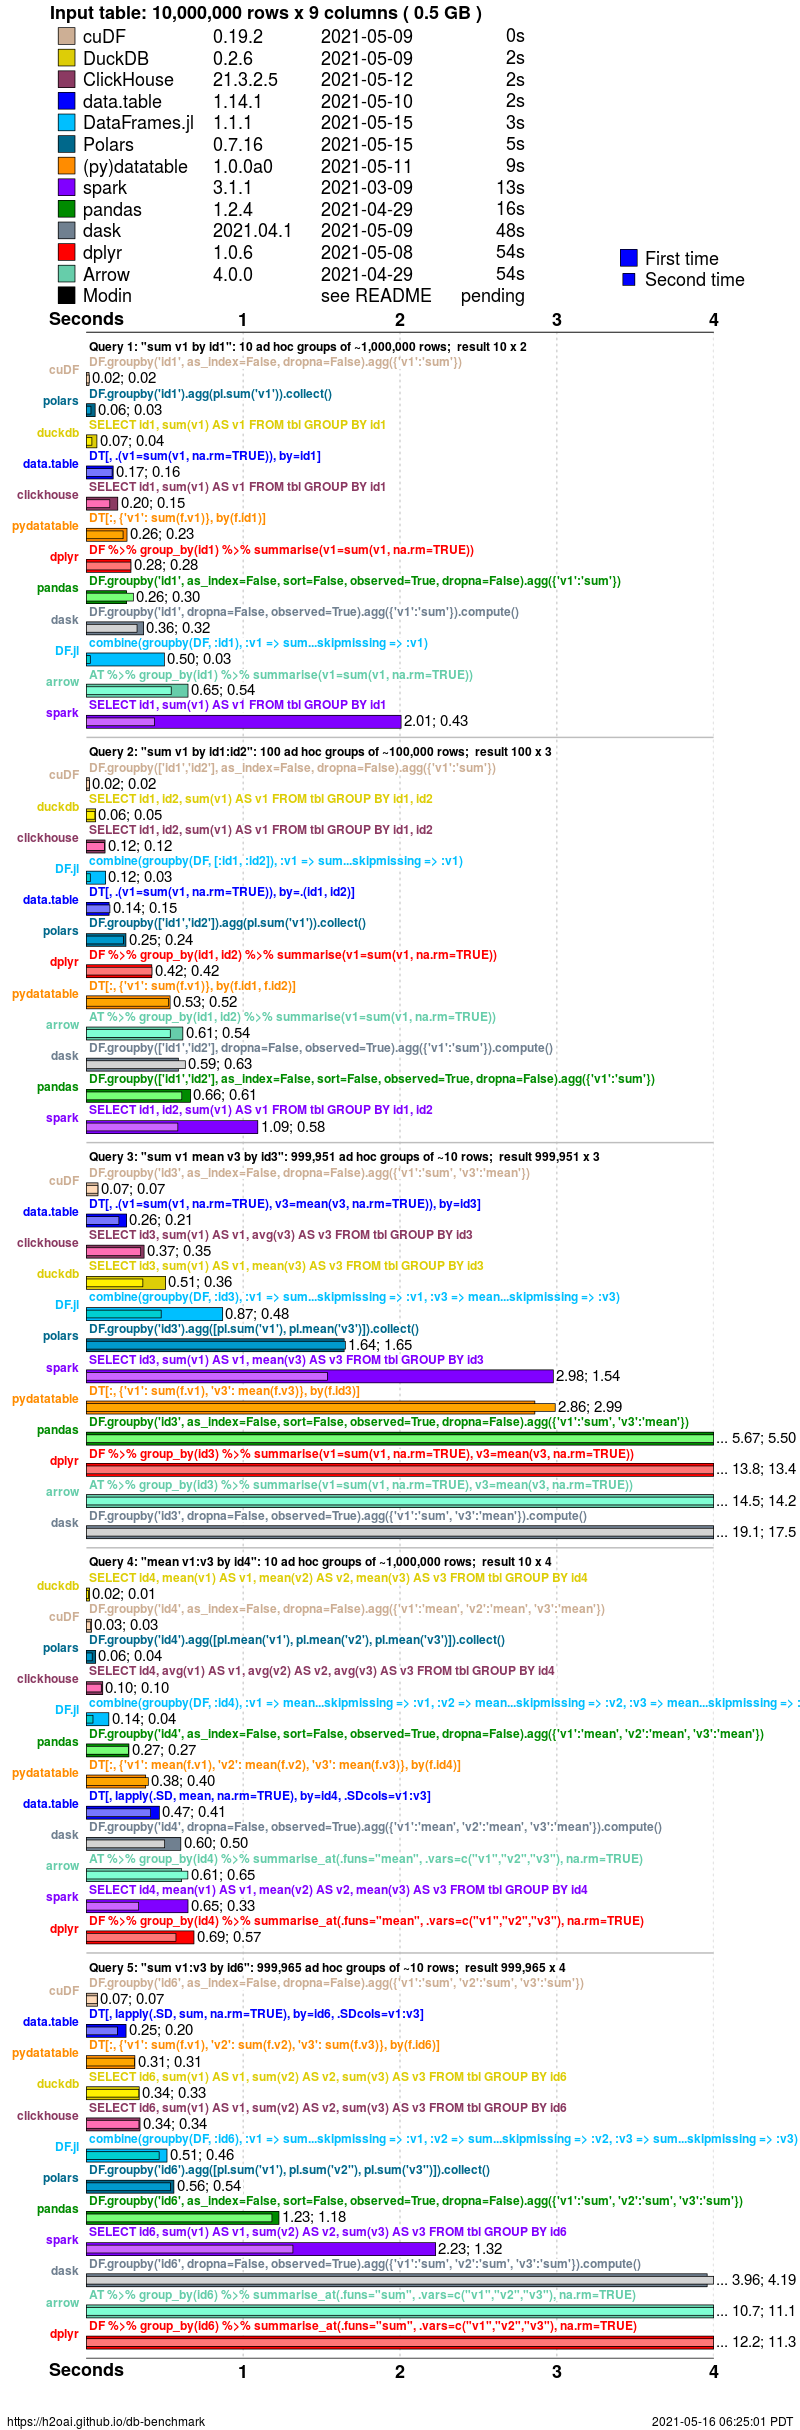 Input table: 10,000,000 rows x 9 columns ( 0.5 GB )
cuDF 0.19.2 2021-05-09 0s
DuckDB 0.2.6 2021-05-09 2s
ClickHouse 21.3.2.5 2021-05-12 2s
data.table 1.14.1 2021-05-10 2s
DataFrames.jl 1.1.1 2021-05-15 3s
Polars 0.7.16 2021-05-15 5s
(py)datatable 1.0.0a0 2021-05-11 9s
spark 3.1.1 2021-03-09 13s
pandas 1.2.4 2021-04-29 16s
dask 2021.04.1 2021-05-09 48s
dplyr 1.0.6 2021-05-08 54s
First time
Arrow 4.0.0 2021-04-29 54s
Second time
Modin see README pending
Seconds 1 2 3 4
Query 1: "sum v1 by id1": 10 ad hoc groups of ~1,000,000 rows; result 10 x 2
DF.groupby('id1', as_index=False, dropna=False).agg({'v1':'sum'})
cuDF 0.02; 0.02
DF.groupby('id1').agg(pl.sum('v1')).collect()
polars 0.06; 0.03
SELECT id1, sum(v1) AS v1 FROM tbl GROUP BY id1
duckdb 0.07; 0.04
DT[, .(v1=sum(v1, na.rm=TRUE)), by=id1]
data.table 0.17; 0.16
SELECT id1, sum(v1) AS v1 FROM tbl GROUP BY id1
clickhouse 0.20; 0.15
DT[:, {'v1': sum(f.v1)}, by(f.id1)]
pydatatable 0.26; 0.23
DF %>% group_by(id1) %>% summarise(v1=sum(v1, na.rm=TRUE))
dplyr 0.28; 0.28
DF.groupby('id1', as_index=False, sort=False, observed=True, dropna=False).agg({'v1':'sum'})
pandas 0.26; 0.30
DF.groupby('id1', dropna=False, observed=True).agg({'v1':'sum'}).compute()
dask 0.36; 0.32
combine(groupby(DF, :id1), :v1 => sum...skipmissing => :v1)
DF.jl 0.50; 0.03
AT %>% group_by(id1) %>% summarise(v1=sum(v1, na.rm=TRUE))
arrow 0.65; 0.54
SELECT id1, sum(v1) AS v1 FROM tbl GROUP BY id1
spark 2.01; 0.43
Query 2: "sum v1 by id1:id2": 100 ad hoc groups of ~100,000 rows; result 100 x 3
DF.groupby(['id1','id2'], as_index=False, dropna=False).agg({'v1':'sum'})
cuDF 0.02; 0.02
SELECT id1, id2, sum(v1) AS v1 FROM tbl GROUP BY id1, id2
duckdb 0.06; 0.05
SELECT id1, id2, sum(v1) AS v1 FROM tbl GROUP BY id1, id2
clickhouse 0.12; 0.12
combine(groupby(DF, [:id1, :id2]), :v1 => sum...skipmissing => :v1)
DF.jl 0.12; 0.03
DT[, .(v1=sum(v1, na.rm=TRUE)), by=.(id1, id2)]
data.table 0.14; 0.15
DF.groupby(['id1','id2']).agg(pl.sum('v1')).collect()
polars 0.25; 0.24
DF %>% group_by(id1, id2) %>% summarise(v1=sum(v1, na.rm=TRUE))
dplyr 0.42; 0.42
DT[:, {'v1': sum(f.v1)}, by(f.id1, f.id2)]
pydatatable 0.53; 0.52
AT %>% group_by(id1, id2) %>% summarise(v1=sum(v1, na.rm=TRUE))
arrow 0.61; 0.54
DF.groupby(['id1','id2'], dropna=False, observed=True).agg({'v1':'sum'}).compute()
dask 0.59; 0.63
DF.groupby(['id1','id2'], as_index=False, sort=False, observed=True, dropna=False).agg({'v1':'sum'})
pandas 0.66; 0.61
SELECT id1, id2, sum(v1) AS v1 FROM tbl GROUP BY id1, id2
spark 1.09; 0.58
Query 3: "sum v1 mean v3 by id3": 999,951 ad hoc groups of ~10 rows; result 999,951 x 3
DF.groupby('id3', as_index=False, dropna=False).agg({'v1':'sum', 'v3':'mean'})
cuDF 0.07; 0.07
DT[, .(v1=sum(v1, na.rm=TRUE), v3=mean(v3, na.rm=TRUE)), by=id3]
data.table 0.26; 0.21
SELECT id3, sum(v1) AS v1, avg(v3) AS v3 FROM tbl GROUP BY id3
clickhouse 0.37; 0.35
SELECT id3, sum(v1) AS v1, mean(v3) AS v3 FROM tbl GROUP BY id3
duckdb 0.51; 0.36
combine(groupby(DF, :id3), :v1 => sum...skipmissing => :v1, :v3 => mean...skipmissing => :v3)
DF.jl 0.87; 0.48
DF.groupby('id3').agg([pl.sum('v1'), pl.mean('v3')]).collect()
polars 1.64; 1.65
SELECT id3, sum(v1) AS v1, mean(v3) AS v3 FROM tbl GROUP BY id3
spark 2.98; 1.54
DT[:, {'v1': sum(f.v1), 'v3': mean(f.v3)}, by(f.id3)]
pydatatable 2.86; 2.99
DF.groupby('id3', as_index=False, sort=False, observed=True, dropna=False).agg({'v1':'sum', 'v3':'mean'})
pandas ... 5.67; 5.50
DF %>% group_by(id3) %>% summarise(v1=sum(v1, na.rm=TRUE), v3=mean(v3, na.rm=TRUE))
dplyr ... 13.8; 13.4
AT %>% group_by(id3) %>% summarise(v1=sum(v1, na.rm=TRUE), v3=mean(v3, na.rm=TRUE))
arrow ... 14.5; 14.2
DF.groupby('id3', dropna=False, observed=True).agg({'v1':'sum', 'v3':'mean'}).compute()
dask ... 19.1; 17.5
Query 4: "mean v1:v3 by id4": 10 ad hoc groups of ~1,000,000 rows; result 10 x 4
SELECT id4, mean(v1) AS v1, mean(v2) AS v2, mean(v3) AS v3 FROM tbl GROUP BY id4
duckdb 0.02; 0.01
DF.groupby('id4', as_index=False, dropna=False).agg({'v1':'mean', 'v2':'mean', 'v3':'mean'})
cuDF 0.03; 0.03
DF.groupby('id4').agg([pl.mean('v1'), pl.mean('v2'), pl.mean('v3')]).collect()
polars 0.06; 0.04
SELECT id4, avg(v1) AS v1, avg(v2) AS v2, avg(v3) AS v3 FROM tbl GROUP BY id4
clickhouse 0.10; 0.10
combine(groupby(DF, :id4), :v1 => mean...skipmissing => :v1, :v2 => mean...skipmissing => :v2, :v3 => mean...skipmissing => :
DF.jl 0.14; 0.04
DF.groupby('id4', as_index=False, sort=False, observed=True, dropna=False).agg({'v1':'mean', 'v2':'mean', 'v3':'mean'})
pandas 0.27; 0.27
DT[:, {'v1': mean(f.v1), 'v2': mean(f.v2), 'v3': mean(f.v3)}, by(f.id4)]
pydatatable 0.38; 0.40
DT[, lapply(.SD, mean, na.rm=TRUE), by=id4, .SDcols=v1:v3]
data.table 0.47; 0.41
DF.groupby('id4', dropna=False, observed=True).agg({'v1':'mean', 'v2':'mean', 'v3':'mean'}).compute()
dask 0.60; 0.50
AT %>% group_by(id4) %>% summarise_at(.funs="mean", .vars=c("v1","v2","v3"), na.rm=TRUE)
arrow 0.61; 0.65
SELECT id4, mean(v1) AS v1, mean(v2) AS v2, mean(v3) AS v3 FROM tbl GROUP BY id4
spark 0.65; 0.33
DF %>% group_by(id4) %>% summarise_at(.funs="mean", .vars=c("v1","v2","v3"), na.rm=TRUE)
dplyr 0.69; 0.57
Query 5: "sum v1:v3 by id6": 999,965 ad hoc groups of ~10 rows; result 999,965 x 4
DF.groupby('id6', as_index=False, dropna=False).agg({'v1':'sum', 'v2':'sum', 'v3':'sum'})
cuDF 0.07; 0.07
DT[, lapply(.SD, sum, na.rm=TRUE), by=id6, .SDcols=v1:v3]
data.table 0.25; 0.20
DT[:, {'v1': sum(f.v1), 'v2': sum(f.v2), 'v3': sum(f.v3)}, by(f.id6)]
pydatatable 0.31; 0.31
SELECT id6, sum(v1) AS v1, sum(v2) AS v2, sum(v3) AS v3 FROM tbl GROUP BY id6
duckdb 0.34; 0.33
SELECT id6, sum(v1) AS v1, sum(v2) AS v2, sum(v3) AS v3 FROM tbl GROUP BY id6
clickhouse 0.34; 0.34
combine(groupby(DF, :id6), :v1 => sum...skipmissing => :v1, :v2 => sum...skipmissing => :v2, :v3 => sum...skipmissing => :v3)
DF.jl 0.51; 0.46
DF.groupby('id6').agg([pl.sum('v1'), pl.sum('v2''), pl.sum('v3'')]).collect()
polars 0.56; 0.54
DF.groupby('id6', as_index=False, sort=False, observed=True, dropna=False).agg({'v1':'sum', 'v2':'sum', 'v3':'sum'})
pandas 1.23; 1.18
SELECT id6, sum(v1) AS v1, sum(v2) AS v2, sum(v3) AS v3 FROM tbl GROUP BY id6
spark 2.23; 1.32
DF.groupby('id6', dropna=False, observed=True).agg({'v1':'sum', 'v2':'sum', 'v3':'sum'}).compute()
dask ... 3.96; 4.19
AT %>% group_by(id6) %>% summarise_at(.funs="sum", .vars=c("v1","v2","v3"), na.rm=TRUE)
arrow ... 10.7; 11.1
DF %>% group_by(id6) %>% summarise_at(.funs="sum", .vars=c("v1","v2","v3"), na.rm=TRUE)
dplyr ... 12.2; 11.3
Seconds 1 2 3 4
https://h2oai.github.io/db-benchmark 2021-05-16 06:25:01 PDT